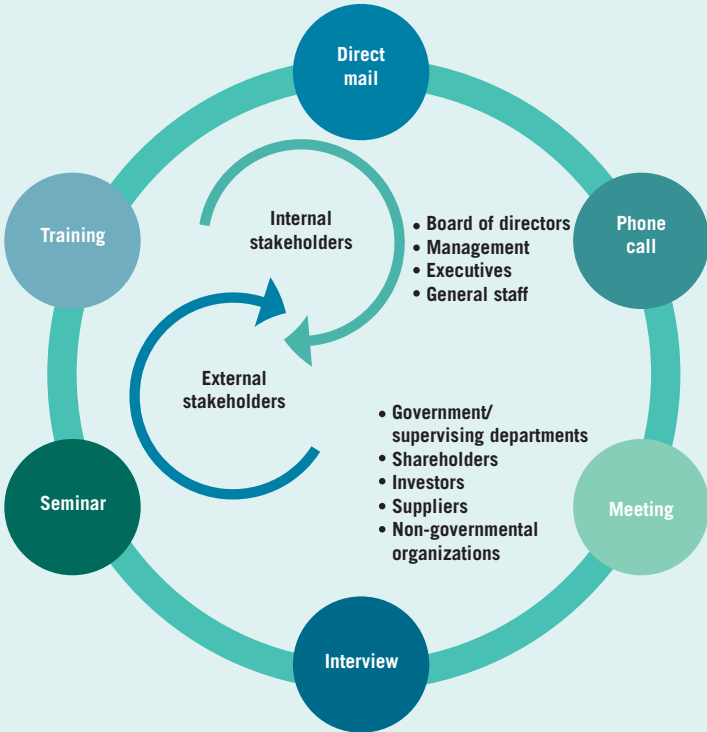 Direct
mail
Training
Internal
stakeholders
• Board of directors
• Management
• Executives
• General staff
Phone
call
External
stakeholders
• Government/
supervising departments
• Shareholders
• Investors
• Suppliers
• Non-governmental
organizations
Seminar
Meeting
Interview